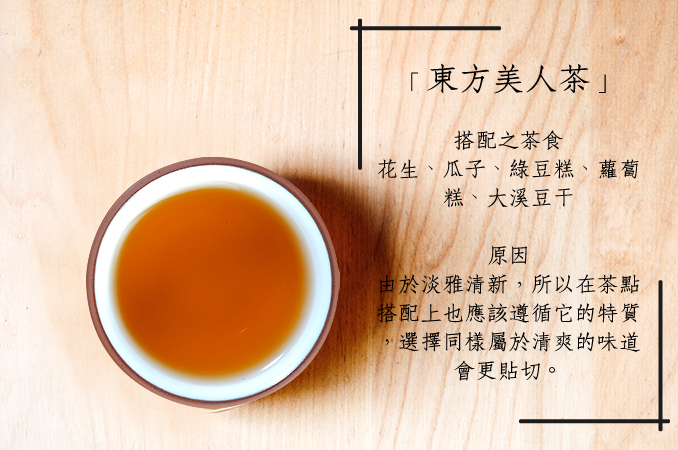 「東方美人茶」
搭配之茶食
花生、瓜子、綠豆糕、蘿蔔
糕、大溪豆干
原因
由於淡雅清新，所以在茶點
搭配上也應該遵循它的特質
，選擇同樣屬於清爽的味道
會更貼切。